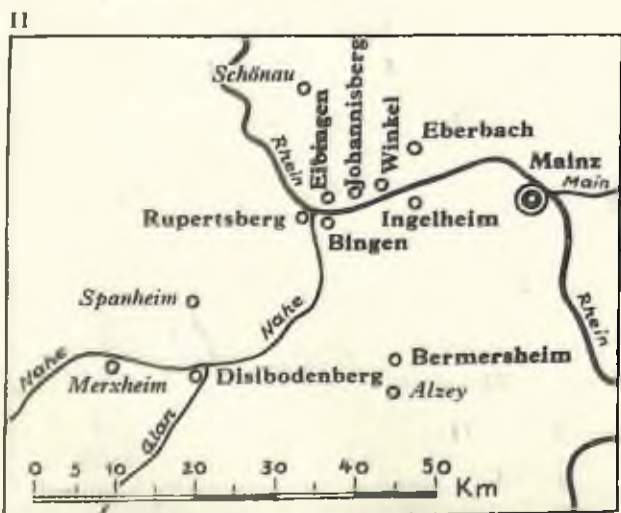 II
Schönau
Rhein
Eibingen
Johannisberg
Winkel
Eberbach
Mainz
Main
Rupertsberg
Bingen
Ingelheim
Spanheim
Nahe
Rhein
Nahe
Merxheim
Disibodenberg
Bermersheim
Alzey
Glan
0 5 10 20 30 40 50 Km